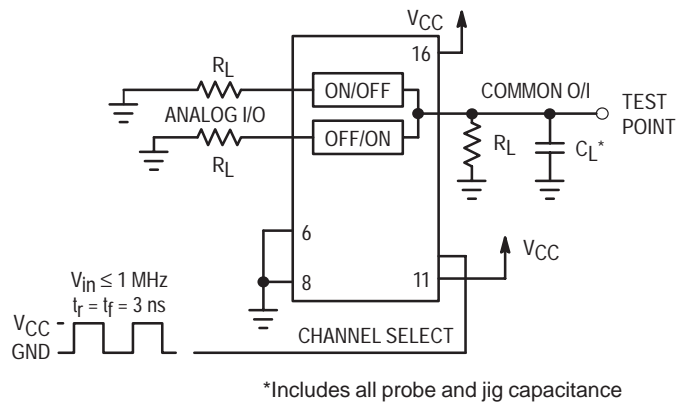 VCC
16
RL
ON/OFF
COMMON O/I
ANALOG I/O
TEST
POINT
OFF/ON
RL
CL*
RL
6
VCC
8
11
Vin ≤ 1 MHz
tr = tf = 3 ns
VCC
GND
CHANNEL SELECT
*Includes all probe and jig capacitance